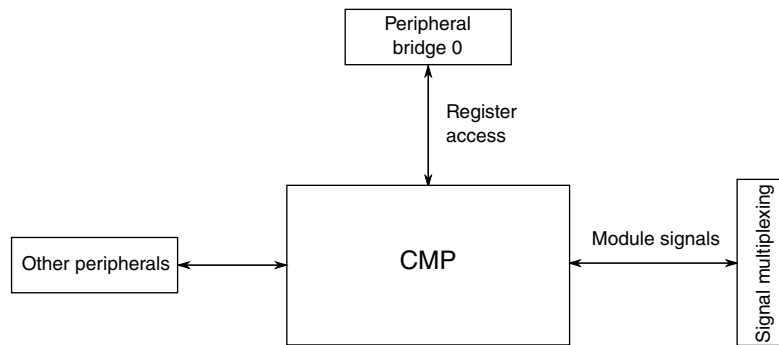 Peripheral
bridge 0
Register
access
Other peripherals
CMP
Module signals
Signal multiplexing